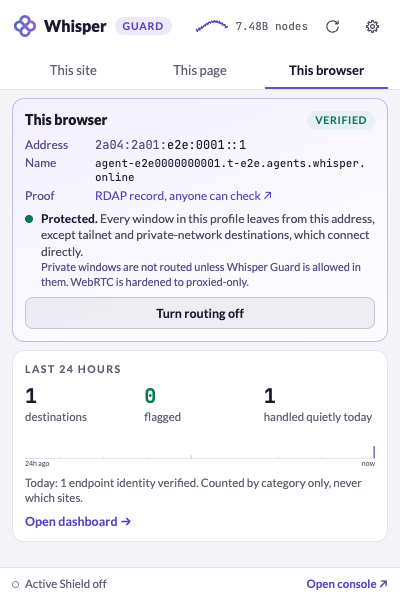 Whisper GUARD 7.48B nodes
This site This page This browser
This browser VERIFIED
Address 2a04:2a01:e2e:0001::1
Name agent-e2e0000000001.t-e2e.agents.whisper.
online
Proof RDAP record, anyone can check ↗
Protected. Every window in this profile leaves from this address,
except tailnet and private-network destinations, which connect
directly.
Private windows are not routed unless Whisper Guard is allowed in
them. WebRTC is hardened to proxied-only.
Turn routing off
LAST 24 HOURS
1 0 1
destinations flagged handled quietly today
24h ago now
Today: 1 endpoint identity verified. Counted by category only, never
which sites.
Open dashboard →
Active Shield off Open console ↗